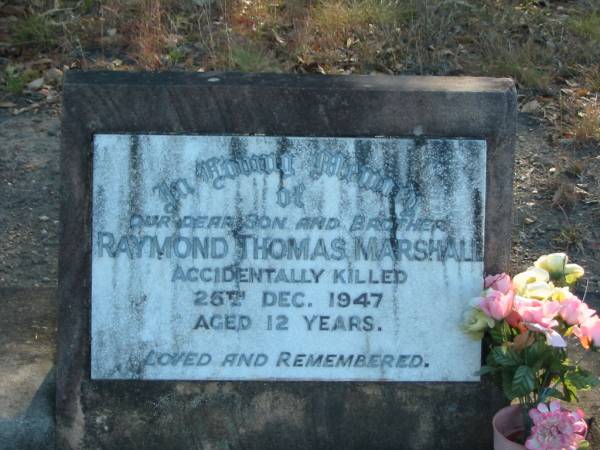 In Loving Memory
of
OUR DEAR SON AND BROTHER
RAYMOND THOMAS MARSHALL
ACCIDENTALLY KILLED
25TH DEC. 1947
AGED 12 YEARS.
LOVED AND REMEMBERED.